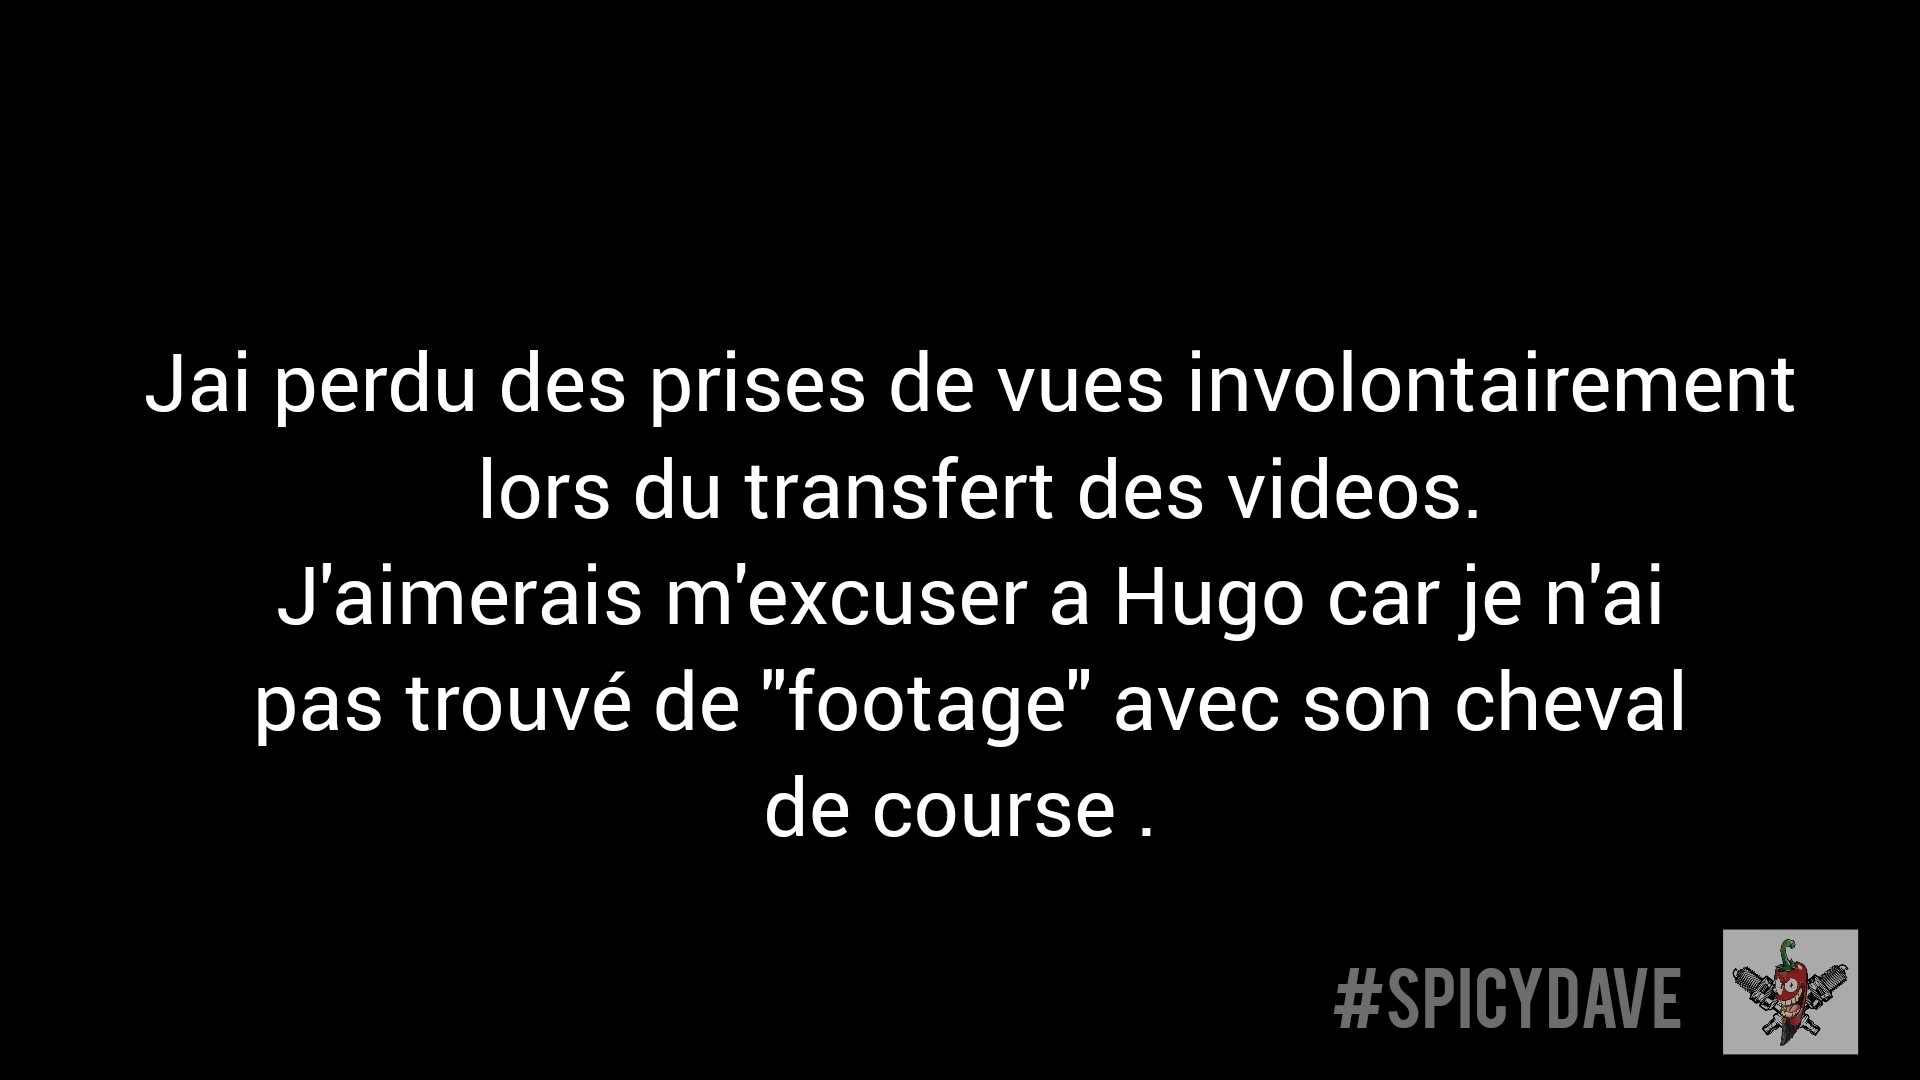 Jai perdu des prises de vues involontairement
lors du transfert des videos.
J'aimerais m'excuser a Hugo car je n'ai
pas trouvé de "footage" avec son cheval
de course .
#SPICYDAVE